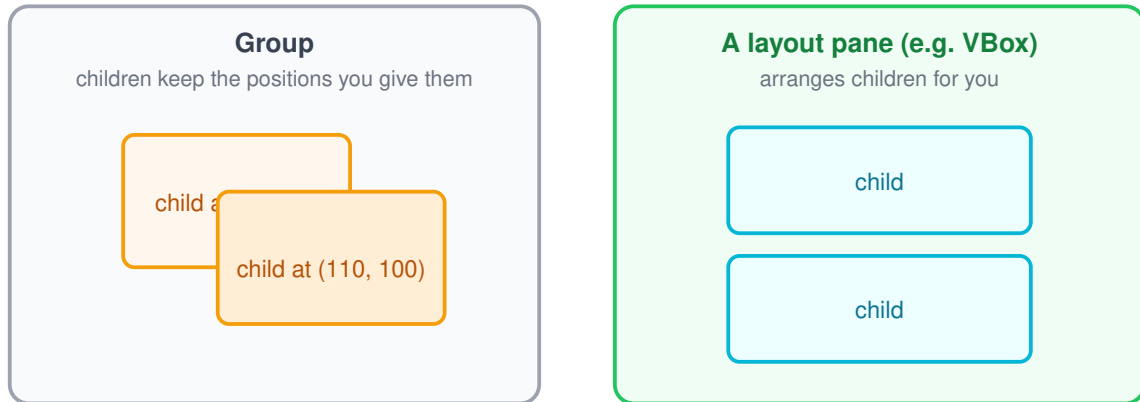 Group
children keep the positions you give them
child
child at (110, 100)
A layout pane (e.g. VBox)
arranges children for you
child
child